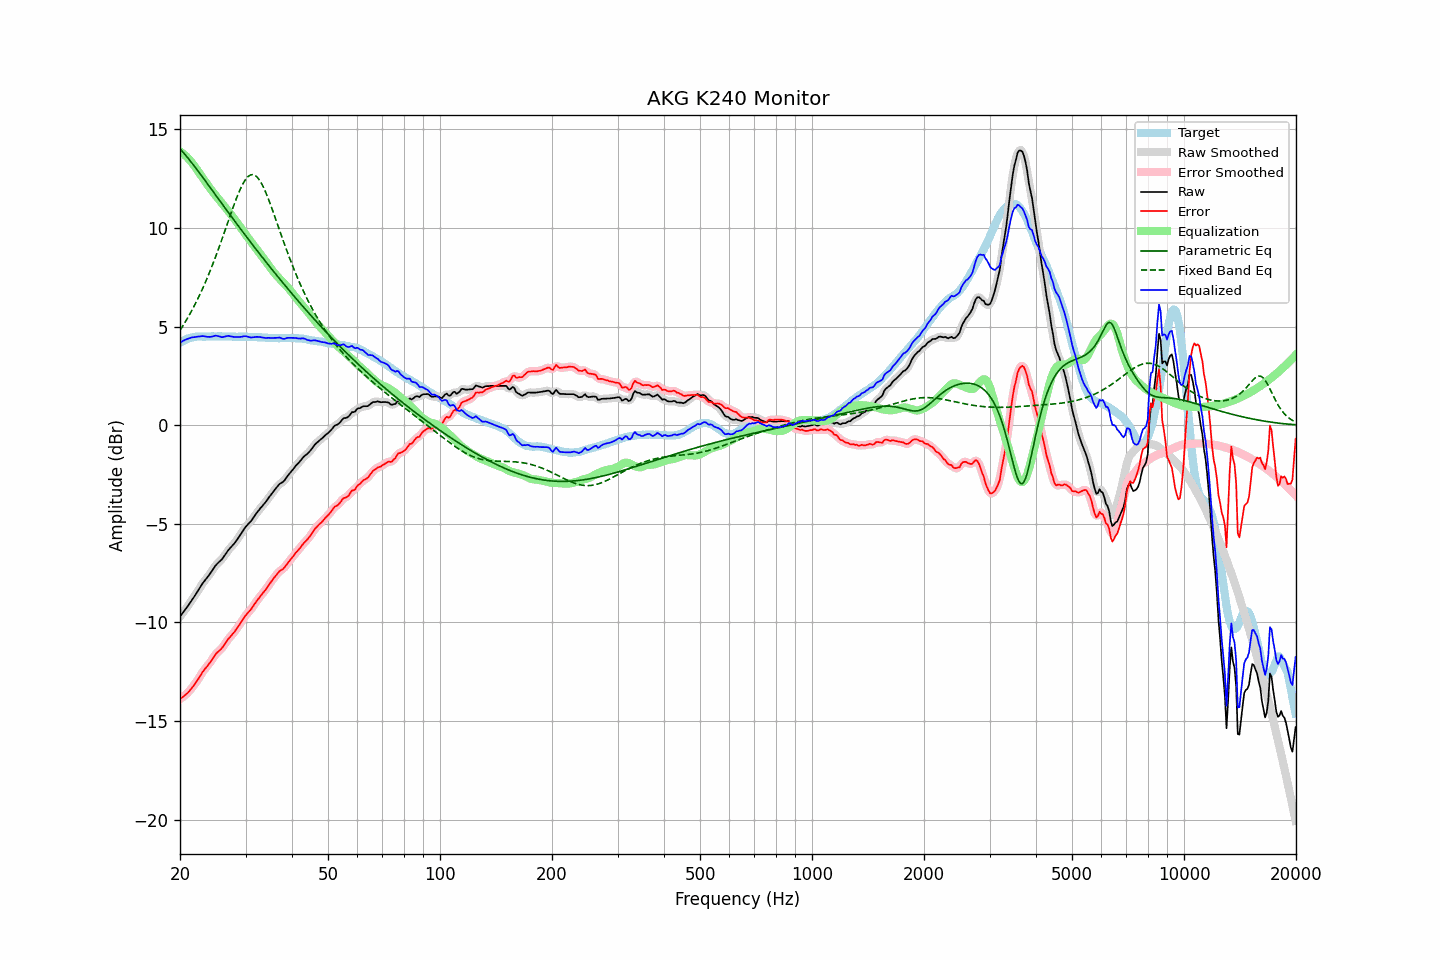 AKG K240 Monitor
Amplitude (dBr)
15
10
5
0
−5
−10
−15
−20
Target
Raw Smoothed
Error Smoothed
Raw
Error
Equalization
Parametric Eq
Fixed Band Eq
Equalized
20 50 100 200 500 1000 2000 5000 10000 20000
Frequency (Hz)